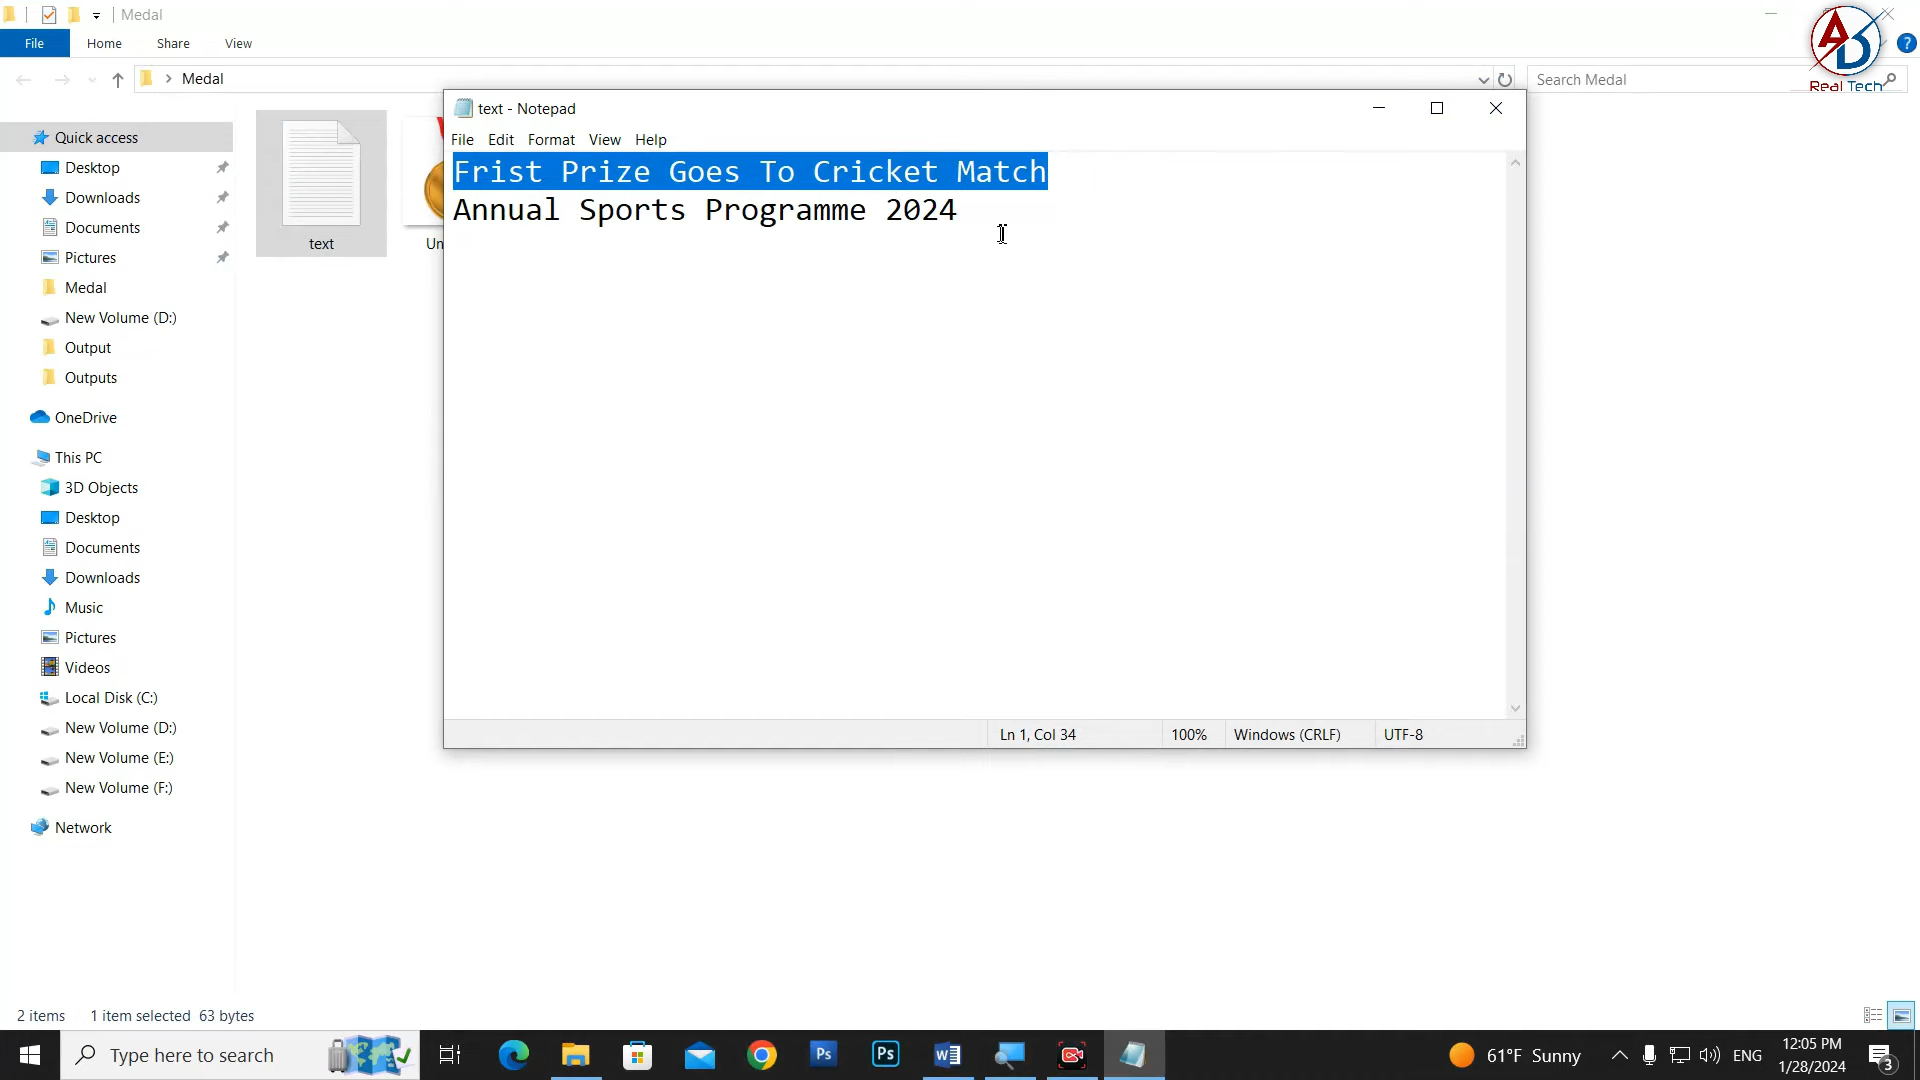 Medal
File Home Share View
Medal
Search Medal
Real Tech
Quick access
Desktop
Downloads
Documents
Pictures
Medal
New Volume (D:)
Output
Outputs
OneDrive
This PC
3D Objects
Desktop
Documents
Downloads
Music
Pictures
Videos
Local Disk (C:)
New Volume (D:)
New Volume (E:)
New Volume (F:)
Network
text
Un
text - Notepad
File Edit Format View Help
Frist Prize Goes To Cricket Match
Annual Sports Programme 2024
Ln 1, Col 34 100% Windows (CRLF) UTF-8
2 items 1 item selected 63 bytes
Type here to search
Ps
Ps
61°F Sunny
ENG
12:05 PM
1/28/2024
3